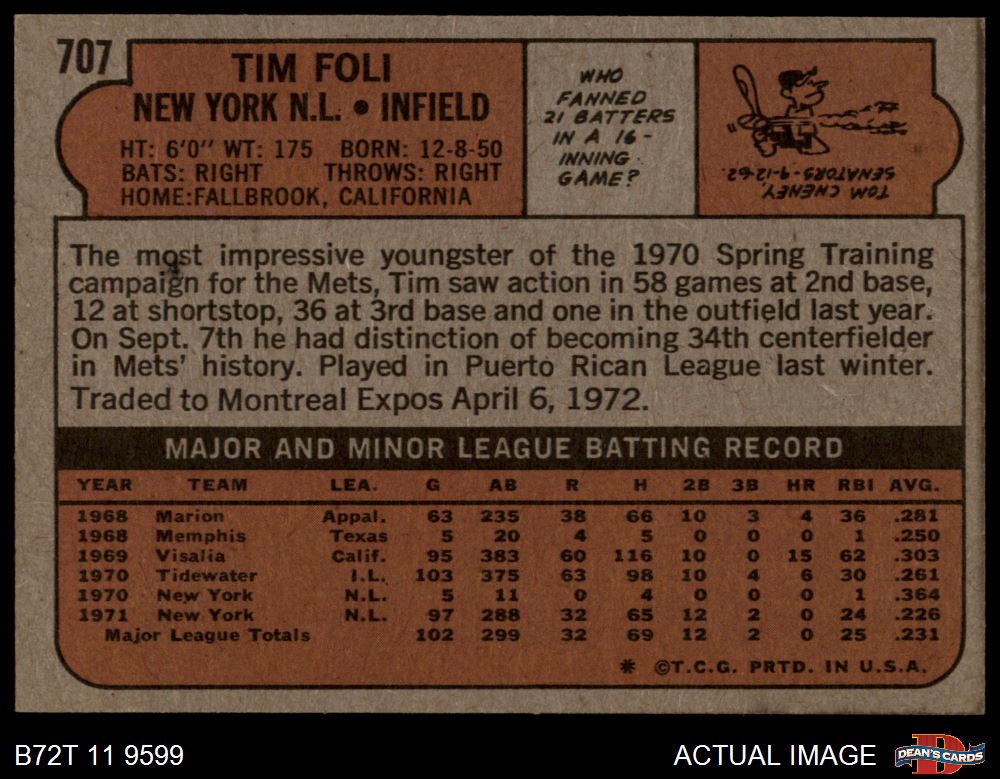 707
TIM FOLI
NEW YORK N.L. • INFIELD
HT: 6'0" WT: 175 BORN: 12-8-50
BATS: RIGHT THROWS: RIGHT
HOME:FALLBROOK, CALIFORNIA
WHO
FANNED
21 BATTERS
IN A 16-
INNING
GAME?
TOM CHENEY,
SENATORS-9-12-62.
The most impressive youngster of the 1970 Spring Training
campaign for the Mets, Tim saw action in 58 games at 2nd base,
12 at shortstop, 36 at 3rd base and one in the outfield last year.
On Sept. 7th he had distinction of becoming 34th centerfielder
in Mets' history. Played in Puerto Rican League last winter.
Traded to Montreal Expos April 6, 1972.
MAJOR AND MINOR LEAGUE BATTING RECORD
YEAR TEAM LEA. G AB R H 2B 3B HR RBI AVG.
1968 Marion Appal. 63 235 38 66 10 3 4 36 .281
1968 Memphis Texas 5 20 4 5 0 0 0 1 .250
1969 Visalia Calif. 95 383 60 116 10 0 15 62 .303
1970 Tidewater I.L. 103 375 63 98 10 4 6 30 .261
1970 New York N.L. 5 11 0 4 0 0 0 1 .364
1971 New York N.L. 97 288 32 65 12 2 0 24 .226
Major League Totals 102 299 32 69 12 2 0 25 .231
* ©T.C.G. PRTD. IN U.S.A.
B72T 11 9599
ACTUAL IMAGE
DEAN'S CARDS